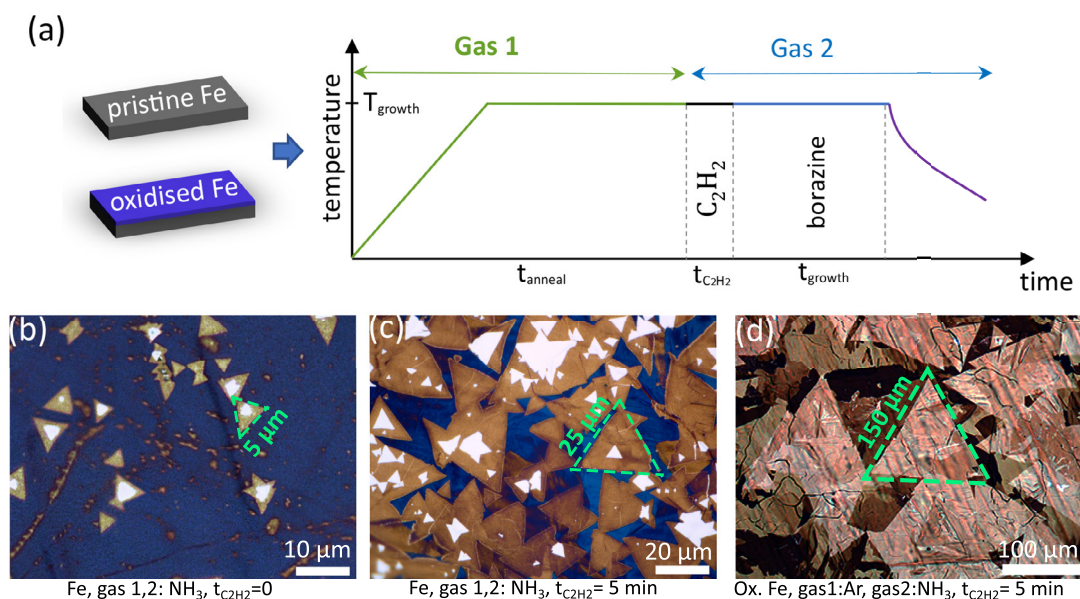 (a)
Gas 1
Gas 2
pristine Fe
oxidised Fe
temperature
T_growth
C₂H₂
borazine
t_anneal
t_C2H2
t_growth
time
(b)
5 µm
10 µm
Fe, gas 1,2: NH₃, t_C2H2=0
(c)
25 µm
20 µm
Fe, gas 1,2: NH₃, t_C2H2= 5 min
(d)
150 µm
100 µm
Ox. Fe, gas1:Ar, gas2:NH₃, t_C2H2= 5 min